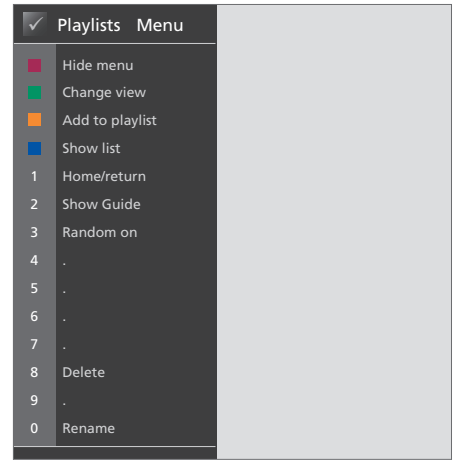 Playlists Menu
Hide menu
Change view
Add to playlist
Show list
1 Home/return
2 Show Guide
3 Random on
4 .
5 .
6 .
7 .
8 Delete
9 .
0 Rename